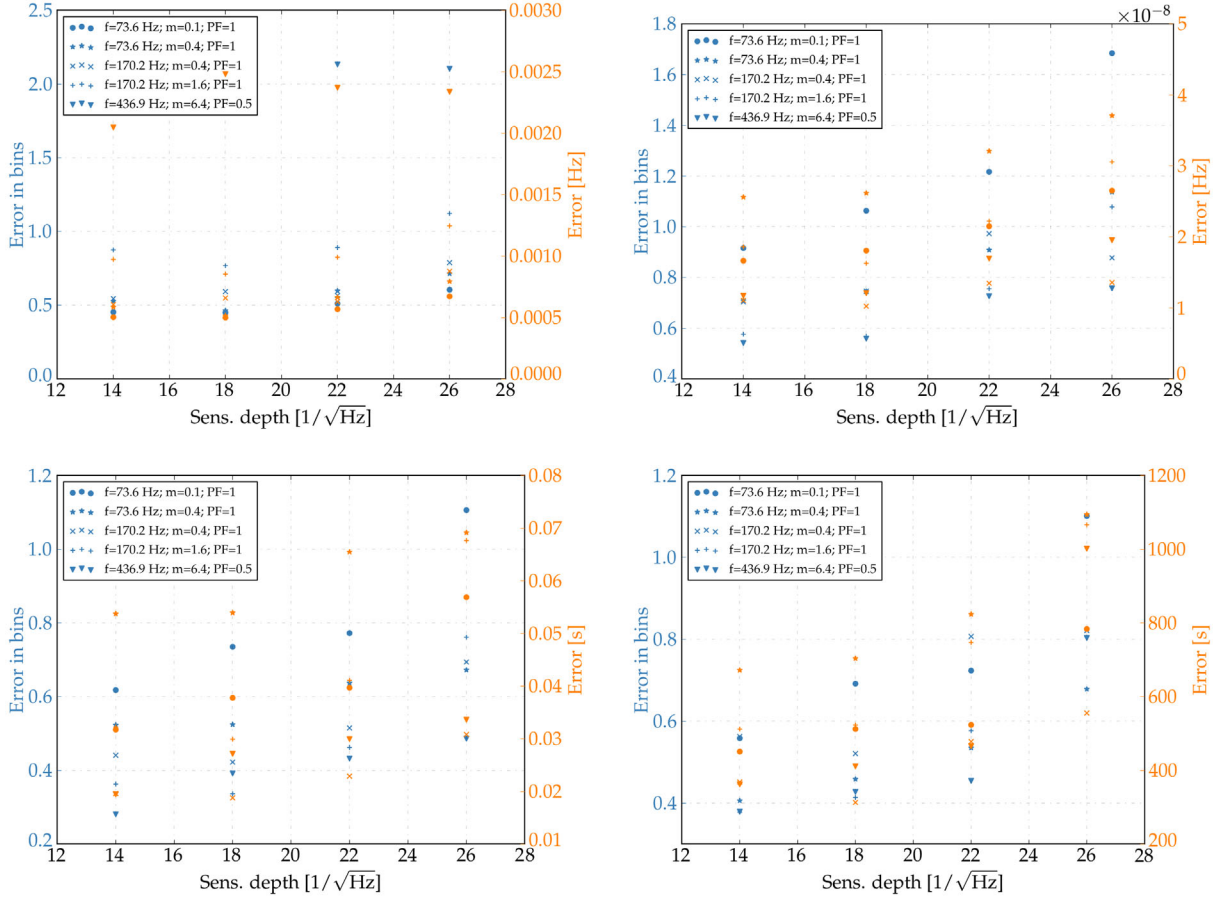 2.5
2.0
1.5
1.0
0.5
0.0
Error in bins
f=73.6 Hz; m=0.1; PF=1
f=73.6 Hz; m=0.4; PF=1
f=170.2 Hz; m=0.4; PF=1
f=170.2 Hz; m=1.6; PF=1
f=436.9 Hz; m=6.4; PF=0.5
0.0030
0.0025
0.0020
0.0015
0.0010
0.0005
0.0000
Error [Hz]
12 14 16 18 20 22 24 26 28
Sens. depth [1/√Hz]
×10−8
1.8
1.6
1.4
1.2
1.0
0.8
0.6
0.4
Error in bins
f=73.6 Hz; m=0.1; PF=1
f=73.6 Hz; m=0.4; PF=1
f=170.2 Hz; m=0.4; PF=1
f=170.2 Hz; m=1.6; PF=1
f=436.9 Hz; m=6.4; PF=0.5
5
4
3
2
1
0
Error [Hz]
12 14 16 18 20 22 24 26 28
Sens. depth [1/√Hz]
1.2
1.0
0.8
0.6
0.4
0.2
Error in bins
f=73.6 Hz; m=0.1; PF=1
f=73.6 Hz; m=0.4; PF=1
f=170.2 Hz; m=0.4; PF=1
f=170.2 Hz; m=1.6; PF=1
f=436.9 Hz; m=6.4; PF=0.5
0.08
0.07
0.06
0.05
0.04
0.03
0.02
0.01
Error [s]
12 14 16 18 20 22 24 26 28
Sens. depth [1/√Hz]
1.2
1.0
0.8
0.6
0.4
Error in bins
f=73.6 Hz; m=0.1; PF=1
f=73.6 Hz; m=0.4; PF=1
f=170.2 Hz; m=0.4; PF=1
f=170.2 Hz; m=1.6; PF=1
f=436.9 Hz; m=6.4; PF=0.5
1200
1000
800
600
400
200
Error [s]
12 14 16 18 20 22 24 26 28
Sens. depth [1/√Hz]